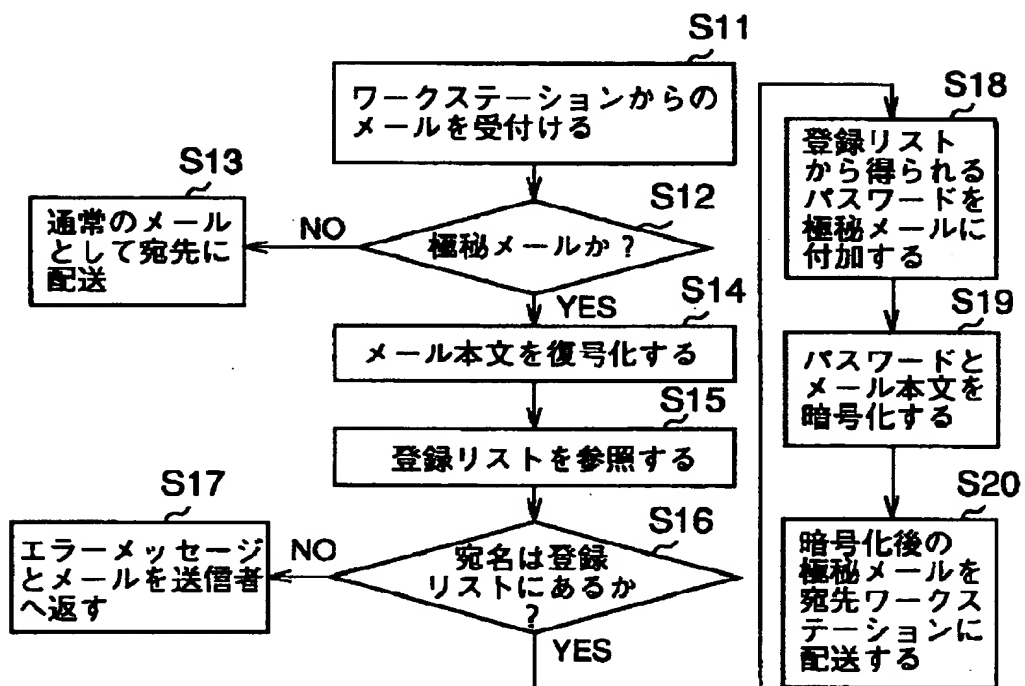 S11
ワークステーションからの
メールを受付ける
S12
極秘メールか？
NO
YES
S13
通常のメール
として宛先に
配送
S14
メール本文を復号化する
S15
登録リストを参照する
S16
宛名は登録
リストにあるか
？
NO
YES
S17
エラーメッセージ
とメールを送信者
へ返す
S18
登録リスト
から得られる
パスワードを
極秘メールに
付加する
S19
パスワードと
メール本文を
暗号化する
S20
暗号化後の
極秘メールを
宛先ワークス
テーションに
配送する